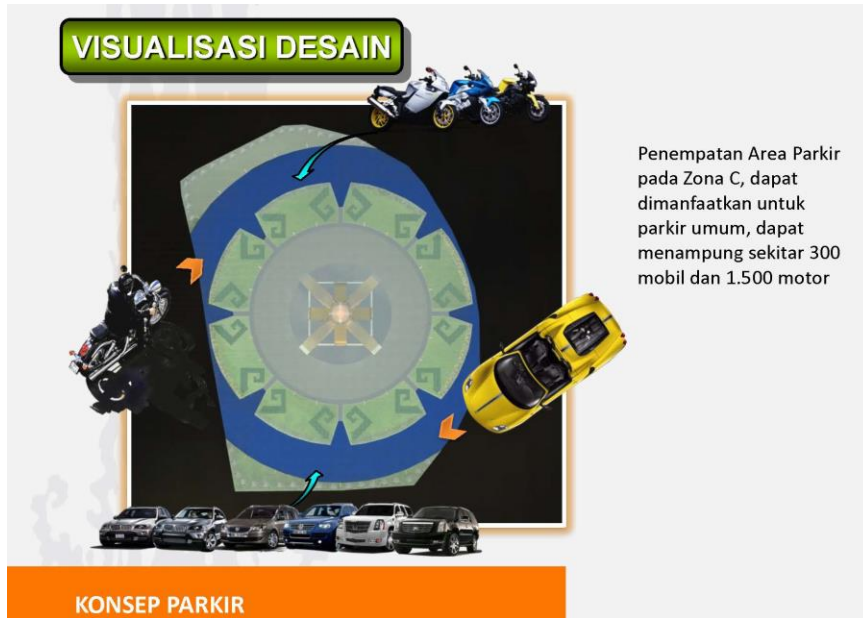 VISUALISASI DESAIN
Penempatan Area Parkir
pada Zona C, dapat
dimanfaatkan untuk
parkir umum, dapat
menampung sekitar 300
mobil dan 1.500 motor
KONSEP PARKIR